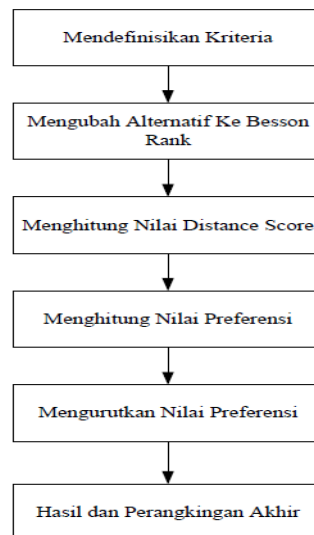 Mendefinisikan Kriteria
Mengubah Alternatif Ke Besson
Rank
Menghitung Nilai Distance Score
Menghitung Nilai Preferensi
Mengurutkan Nilai Preferensi
Hasil dan Perangkingan Akhir